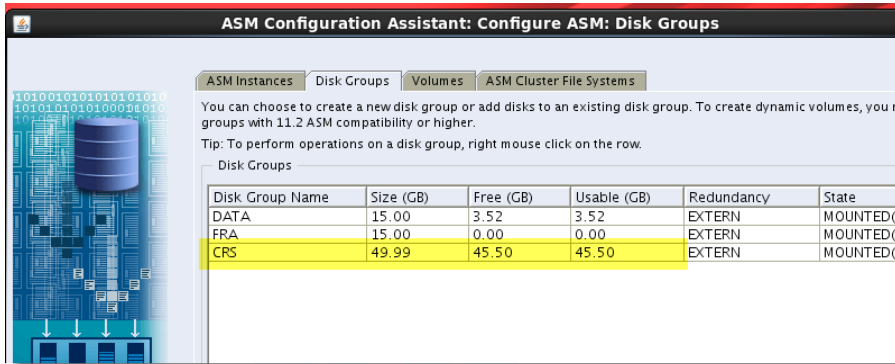 ASM Configuration Assistant: Configure ASM: Disk Groups
ASM Instances Disk Groups Volumes ASM Cluster File Systems
You can choose to create a new disk group or add disks to an existing disk group. To create dynamic volumes, you
groups with 11.2 ASM compatibility or higher.
Tip: To perform operations on a disk group, right mouse click on the row.
Disk Groups
Disk Group Name Size (GB) Free (GB) Usable (GB) Redundancy State
DATA 15.00 3.52 3.52 EXTERN MOUNTED(
FRA 15.00 0.00 0.00 EXTERN MOUNTED(
CRS 49.99 45.50 45.50 EXTERN MOUNTED(